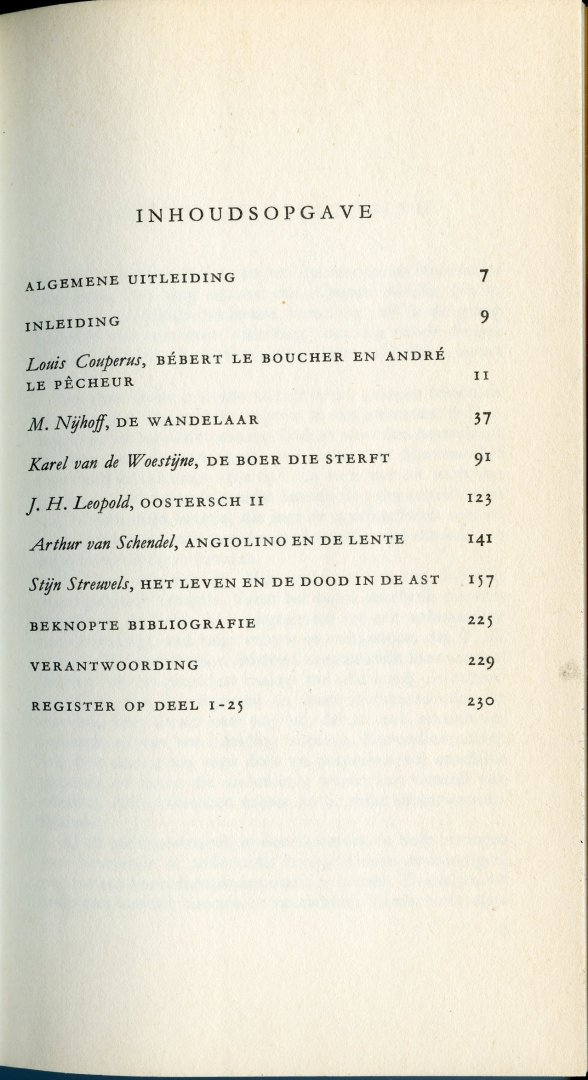 INHOUDSOPGAVE
ALGEMENE UITLEIDING 7
INLEIDING 9
Louis Couperus, BÉBERT LE BOUCHER EN ANDRÉ
LE PÊCHEUR 11
M. Nijhoff, DE WANDELAAR 37
Karel van de Woestijne, DE BOER DIE STERFT 91
J. H. Leopold, OOSTERSCH II 123
Arthur van Schendel, ANGIOLINO EN DE LENTE 141
Stijn Streuvels, HET LEVEN EN DE DOOD IN DE AST 157
BEKNOPTE BIBLIOGRAFIE 225
VERANTWOORDING 229
REGISTER OP DEEL 1-25 230